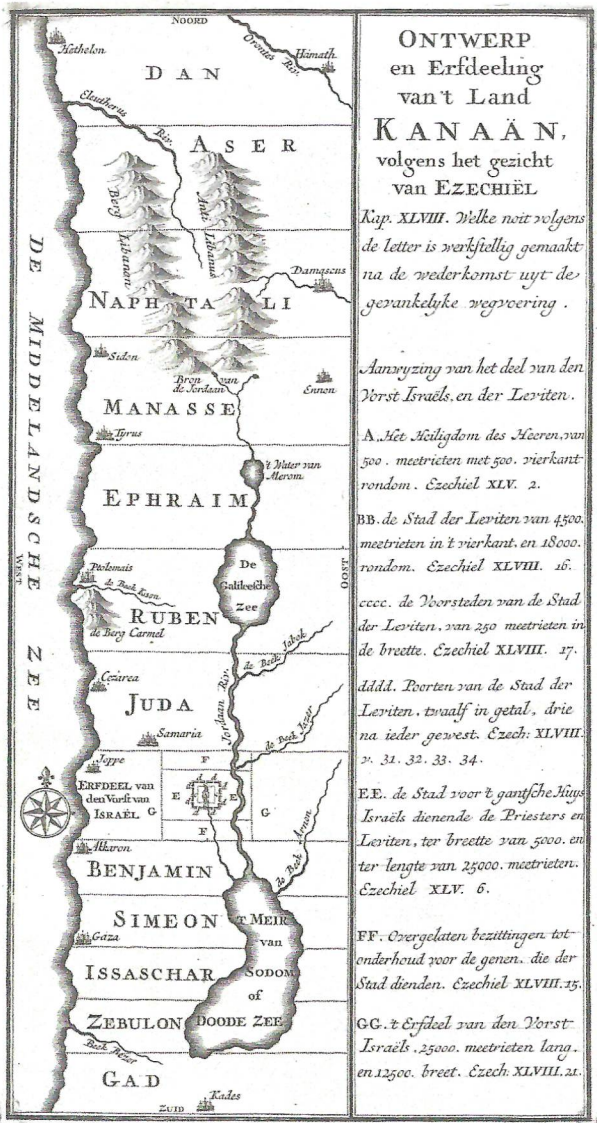 NOORD
Hethelon
Orontes Riv.
Hamath
DAN
Eleutherus Riv.
ASER
Berg Libanon
Anti Libanus
Damascus
NAPHTALI
Sidon
Bron van de Jordaan
Ennon
MANASSE
Tyrus
't Water van
Merom
EPHRAIM
DE MIDDELANDSCHE ZEE
WEST
OOST
De
Galileesche
Zee
Ptolomais
de Beek Kison
RUBEN
de Berg Carmel
de Beek Jabok
Cezarea
JUDA
Jordaan Riv.
Samaria
de Beek Jazer
Joppe
ERFDEEL van
den Vorst van
ISRAËL
G
F
E
d
d
d
E
F
G
de Beek Arnon
Akkaron
BENJAMIN
SIMEON
Gaza
't MEIR
van
SODOM
of
DOODE ZEE
ISSASCHAR
ZEBULON
GAD
Kades
ZUID
ONTWERP
en Erfdeeling
van 't Land
KANAÄN,
volgens het gezicht
van EZECHIËL
Kap. XLVIII. Welke noit volgens
de letter is werkstellig gemaakt
na de wederkomst uyt de
gevankelyke wegvoering.
Aanwyzing van het deel van den
Vorst Israëls, en der Leviten.
A. Het Heiligdom des Heeren, van
500. meetrieten met 500. vierkant
rondom. Ezechiel XLV. 2.
BB. de Stad der Leviten van 4500.
meetrieten in 't vierkant. en 18000.
rondom. Ezechiel XLVIII. 16.
cccc. de Voorsteden van de Stad
der Leviten, van 250 meetrieten in
de breette. Ezechiel XLVIII. 17.
dddd. Poorten van de Stad der
Leviten. twaalf in getal, drie
na ieder gewest. Ezech: XLVIII.
v. 31. 32. 33. 34.
EE. de Stad voor 't gantsche Huys
Israëls dienende de Priesters en
Leviten, ter breette van 5000. en
ter lengte van 25000. meetrieten.
Ezechiel XLV. 6.
FF. Overgelaten bezittingen tot
onderhoud voor de genen, die der
Stad dienden. Ezechiel XLVIII. 15.
GG. 't Erfdeel van den Vorst
Israëls. 25000. meetrieten lang.
en 12500. breet. Ezech: XLVIII. 21.